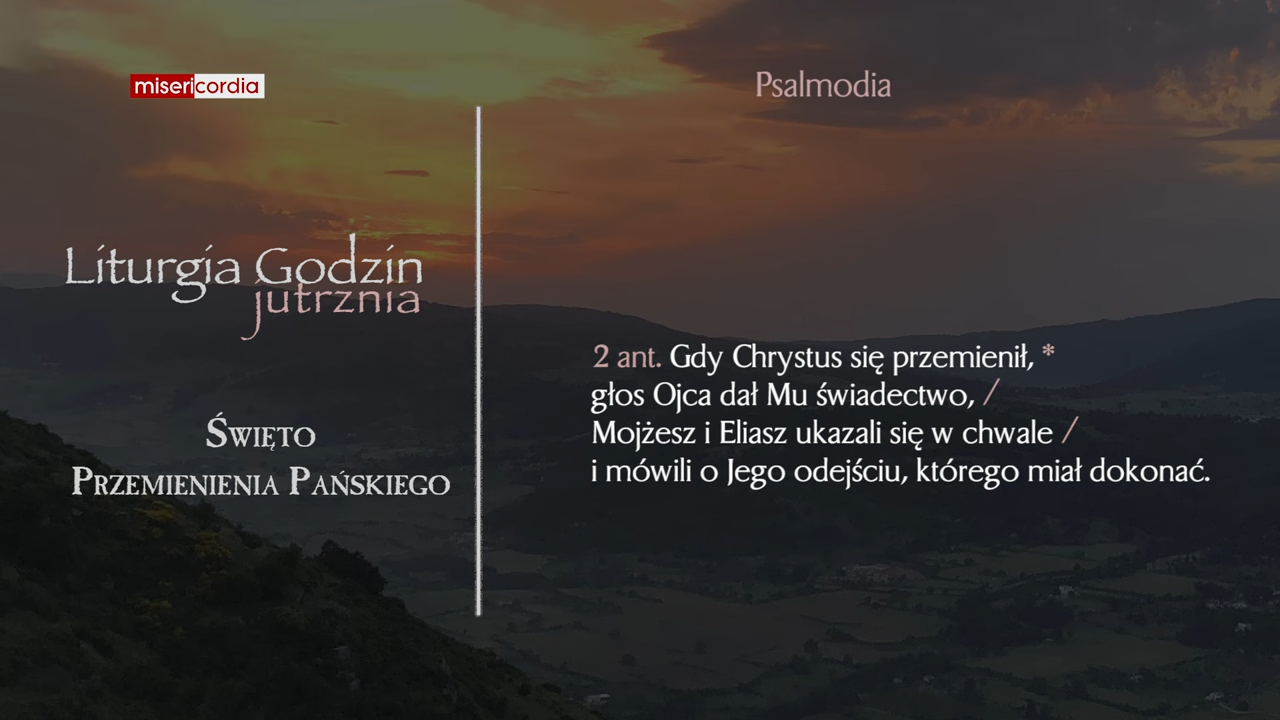 misericordia
Psalmodia
Liturgia Godzin
jutrznia
Święto
Przemienienia Pańskiego
2 ant. Gdy Chrystus się przemienił, *
głos Ojca dał Mu świadectwo, /
Mojżesz i Eliasz ukazali się w chwale /
i mówili o Jego odejściu, którego miał dokonać.